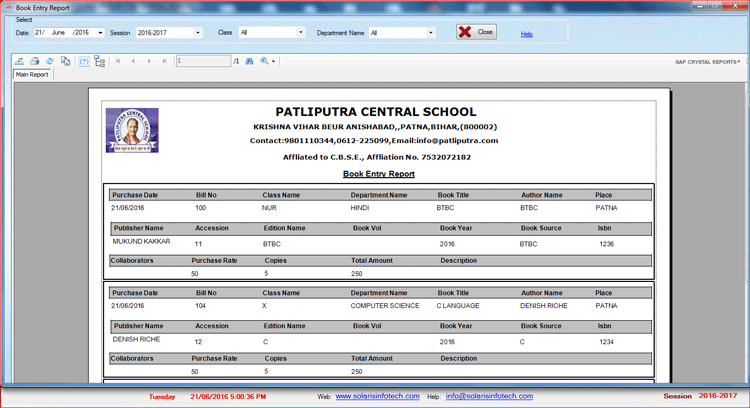 Book Entry Report
Select
Date: 21/ June /2016 Session 2016-2017 Class All Department Name All Close Help
1 /1 SAP CRYSTAL REPORTS®
Main Report
PATLIPUTRA CENTRAL SCHOOL
KRISHNA VIHAR BEUR ANISHABAD,,PATNA,BIHAR,(800002)
Contact:9801110344,0612-225099,Email:info@patliputra.com
Affliated to C.B.S.E., Affliation No. 7532072182
Book Entry Report
Purchase Date Bill No Class Name Department Name Book Title Author Name Place
21/06/2016 100 NUR HINDI BTBC BTBC PATNA
Publisher Name Accession Edition Name Book Vol Book Year Book Source Isbn
MUKUND KAKKAR 11 BTBC 2016 BTBC 1236
Collaborators Purchase Rate Copies Total Amount Description
50 5 250
Purchase Date Bill No Class Name Department Name Book Title Author Name Place
21/06/2016 104 X COMPUTER SCIENCE C LANGUAGE DENISH RICHE PATNA
Publisher Name Accession Edition Name Book Vol Book Year Book Source Isbn
DENISH RICHE 12 C 2016 C 1234
Collaborators Purchase Rate Copies Total Amount Description
50 5 250
Tuesday 21/06/2016 5:00:36 PM Web: www.solarisinfotech.com Help: info@solarisinfotech.com Session 2016-2017